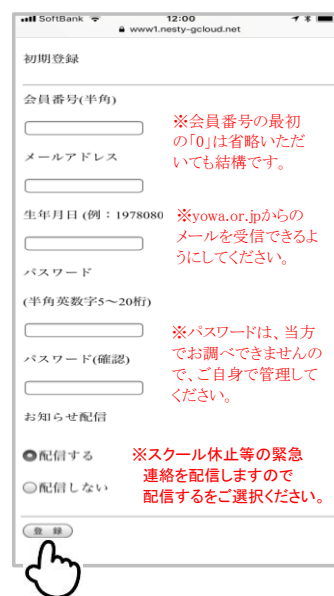 SoftBank 12:00
www1.nesty-gcloud.net
初期登録
会員番号(半角)
※会員番号の最初
の「0」は省略いただ
いても結構です。
メールアドレス
生年月日 (例：1978080
※yowa.or.jpからの
メールを受信できるよ
うにしてください。
パスワード
(半角英数字5～20桁)
※パスワードは、当方
でお調べできませんの
で、ご自身で管理して
ください。
パスワード(確認)
お知らせ配信
配信する
配信しない
※スクール休止等の緊急
連絡を配信しますので
配信するをご選択ください。
登 録